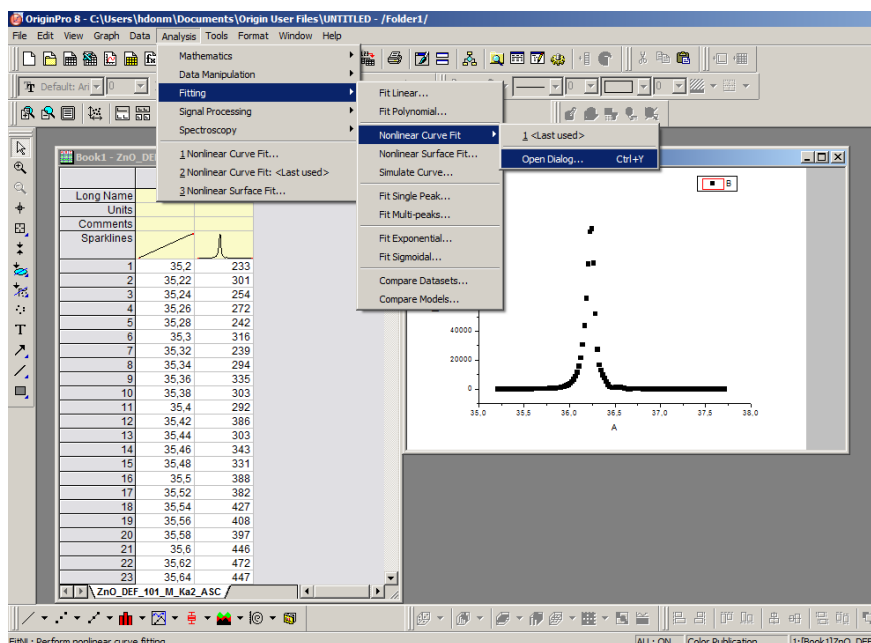 OriginPro 8 - C:\Users\hdonm\Documents\Origin User Files\UNTITLED - /Folder1/
File Edit View Graph Data Analysis Tools Format Window Help
Default: Ari 0
0 0
Mathematics
Data Manipulation
Fitting
Signal Processing
Spectroscopy
1 Nonlinear Curve Fit...
2 Nonlinear Curve Fit: <Last used>
3 Nonlinear Surface Fit...
Fit Linear...
Fit Polynomial...
Nonlinear Curve Fit
Nonlinear Surface Fit...
Simulate Curve...
Fit Single Peak...
Fit Multi-peaks...
Fit Exponential...
Fit Sigmoidal...
Compare Datasets...
Compare Models...
1 <Last used>
Open Dialog... Ctrl+Y
Book1 - ZnO_DE
Long Name
Units
Comments
Sparklines
1 35,2 233
2 35,22 301
3 35,24 254
4 35,26 272
5 35,28 242
6 35,3 316
7 35,32 239
8 35,34 294
9 35,36 335
10 35,38 303
11 35,4 292
12 35,42 386
13 35,44 303
14 35,46 343
15 35,48 331
16 35,5 388
17 35,52 382
18 35,54 427
19 35,56 408
20 35,58 397
21 35,6 446
22 35,62 472
23 35,64 447
ZnO_DEF_101_M_Ka2_ASC
B
40000
20000
0
35,0 35,5 36,0 36,5 37,0 37,5 38,0
A
T
FitNL: Perform nonlinear curve fitting
AU : ON Color Publication 1:[Book1]ZnO_DEF